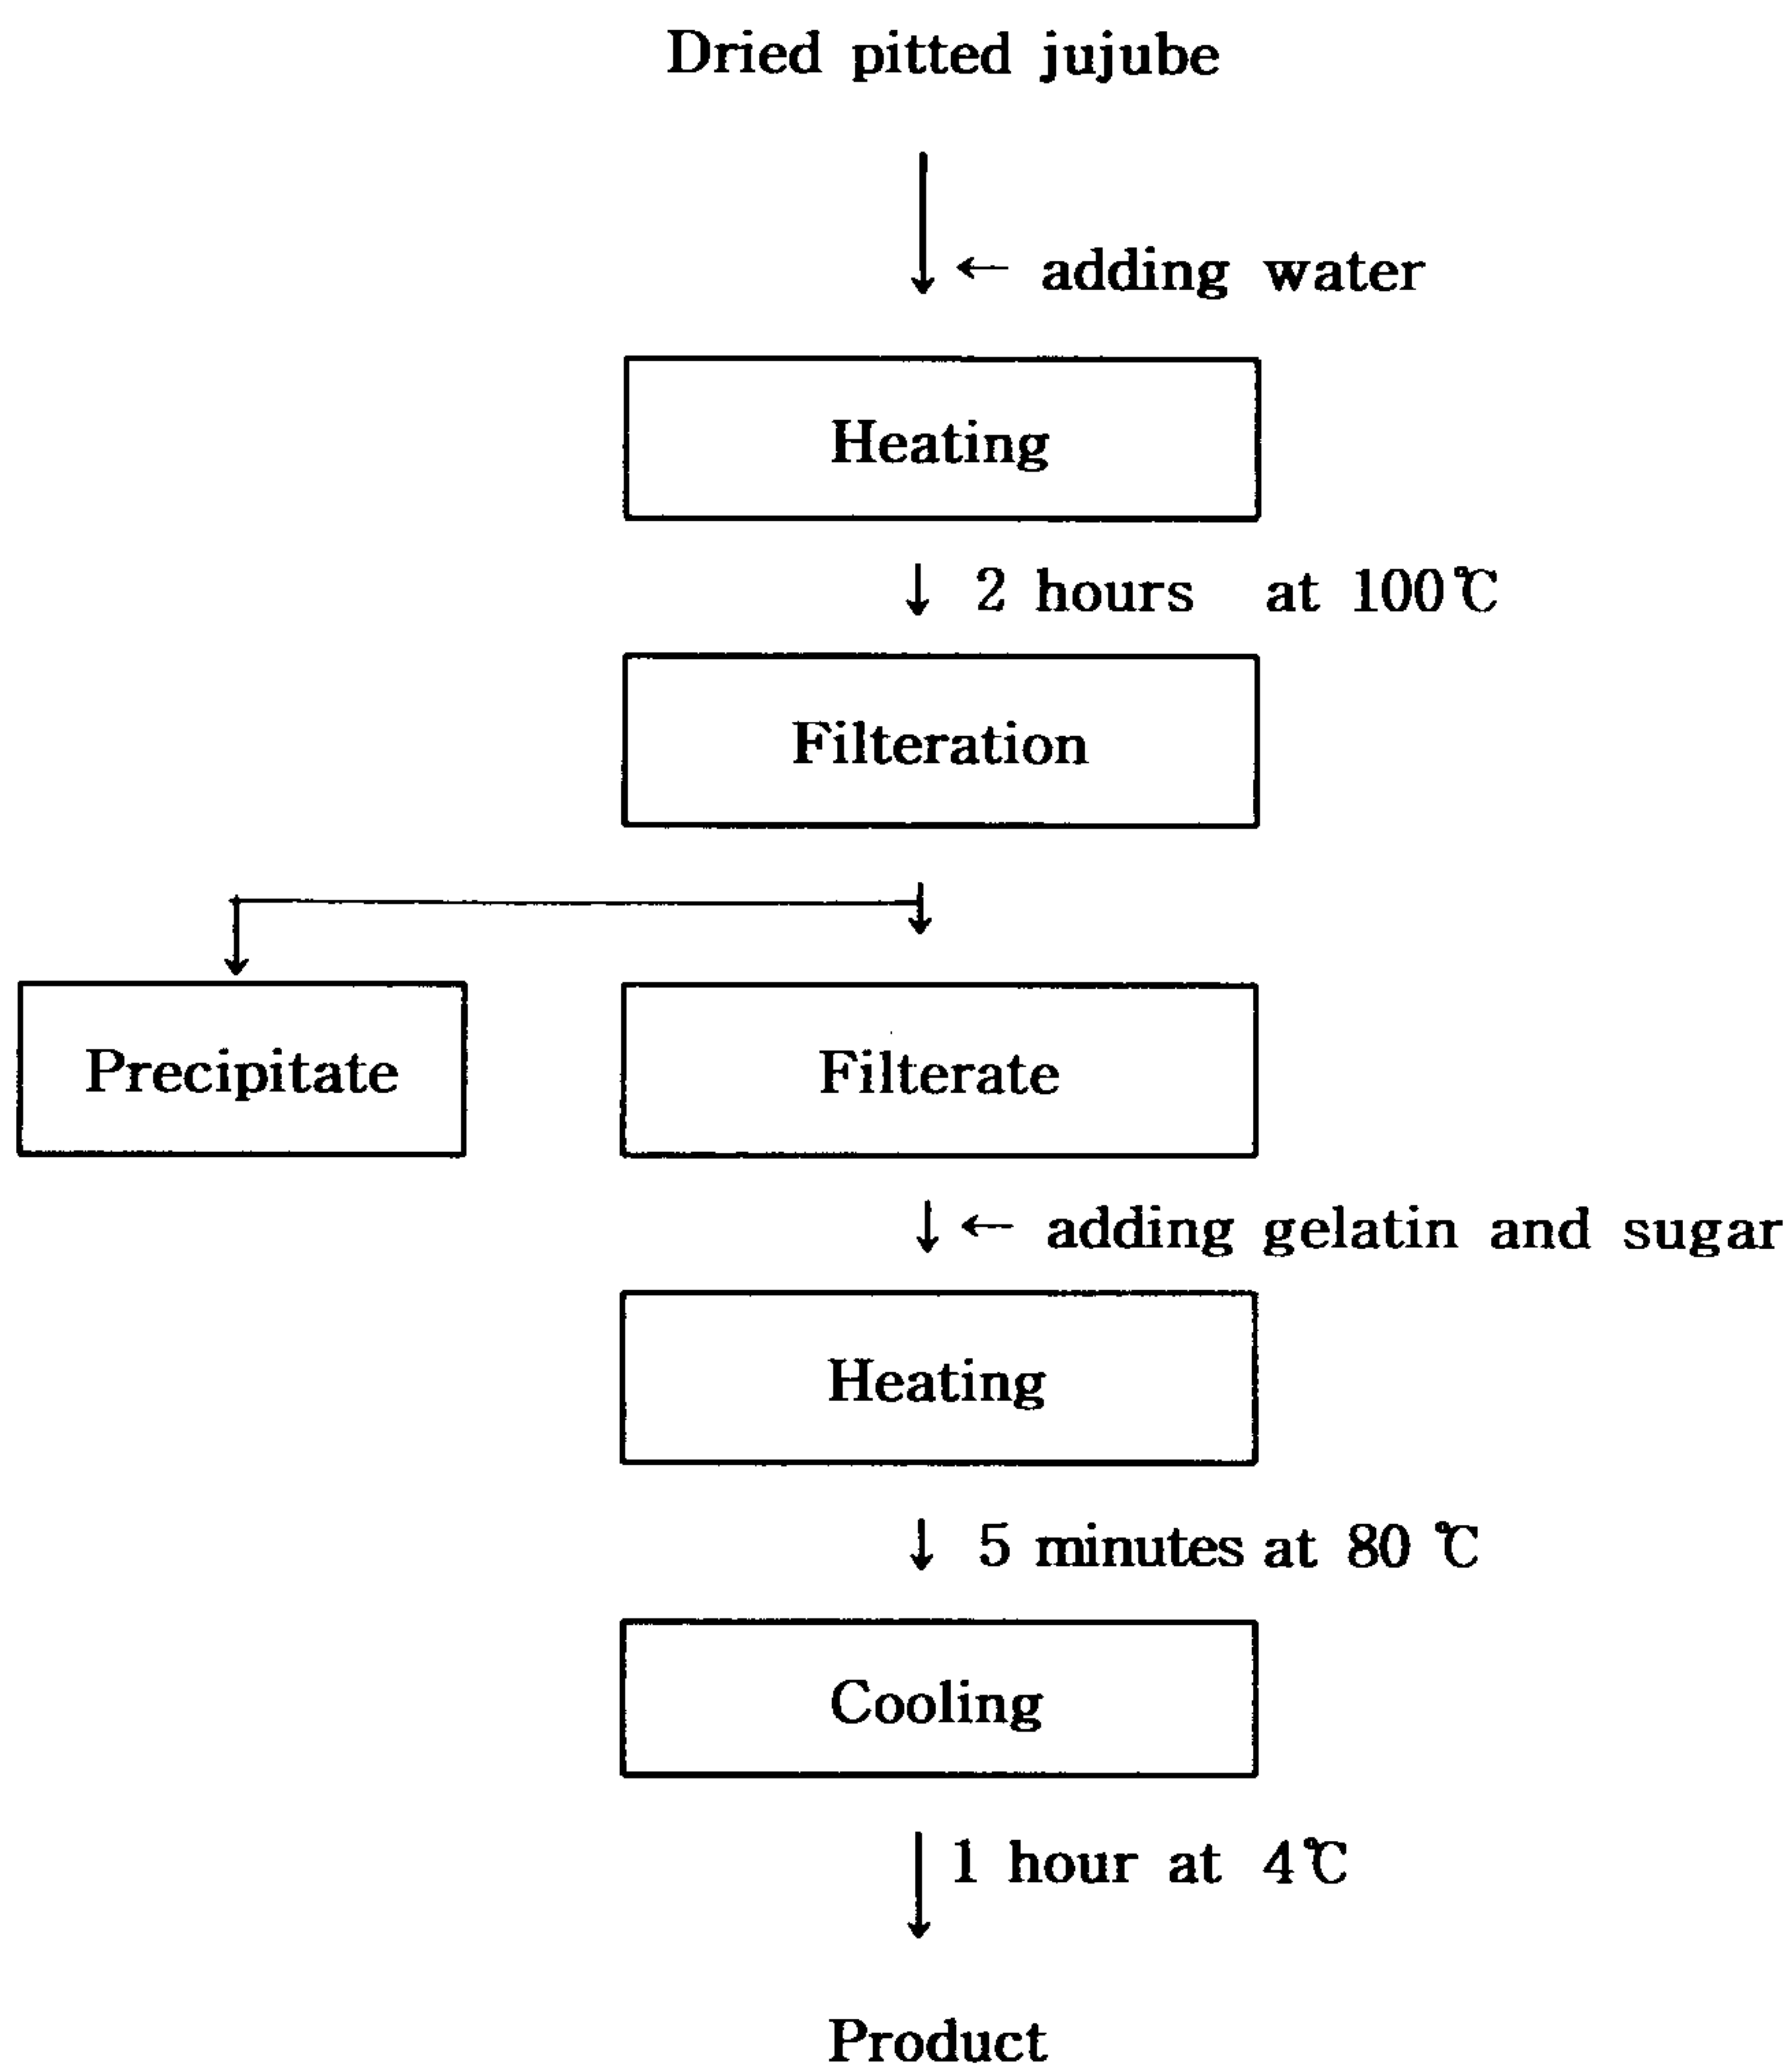 Dried pitted jujube
← adding water
Heating
↓ 2 hours at 100℃
Filteration
Precipitate
Filterate
↓ ← adding gelatin and sugar
Heating
↓ 5 minutes at 80 ℃
Cooling
1 hour at 4℃
Product